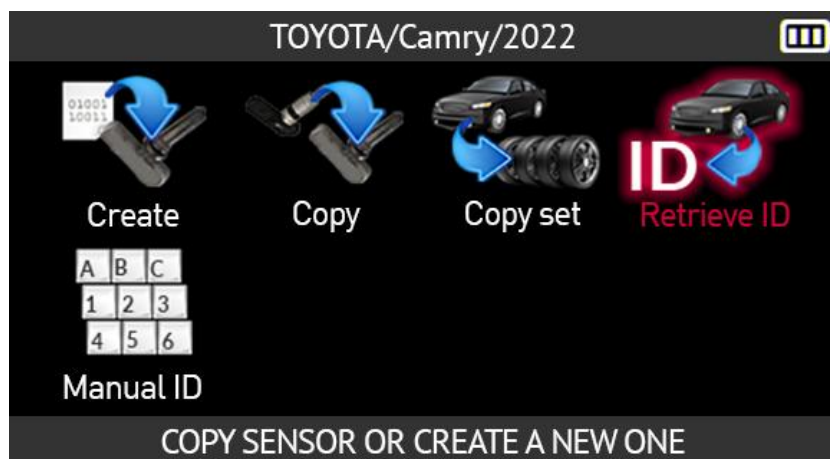 TOYOTA/Camry/2022
01001
10011
Create
Copy
Copy set
ID
Retrieve ID
A B C
1 2 3
4 5 6
Manual ID
COPY SENSOR OR CREATE A NEW ONE